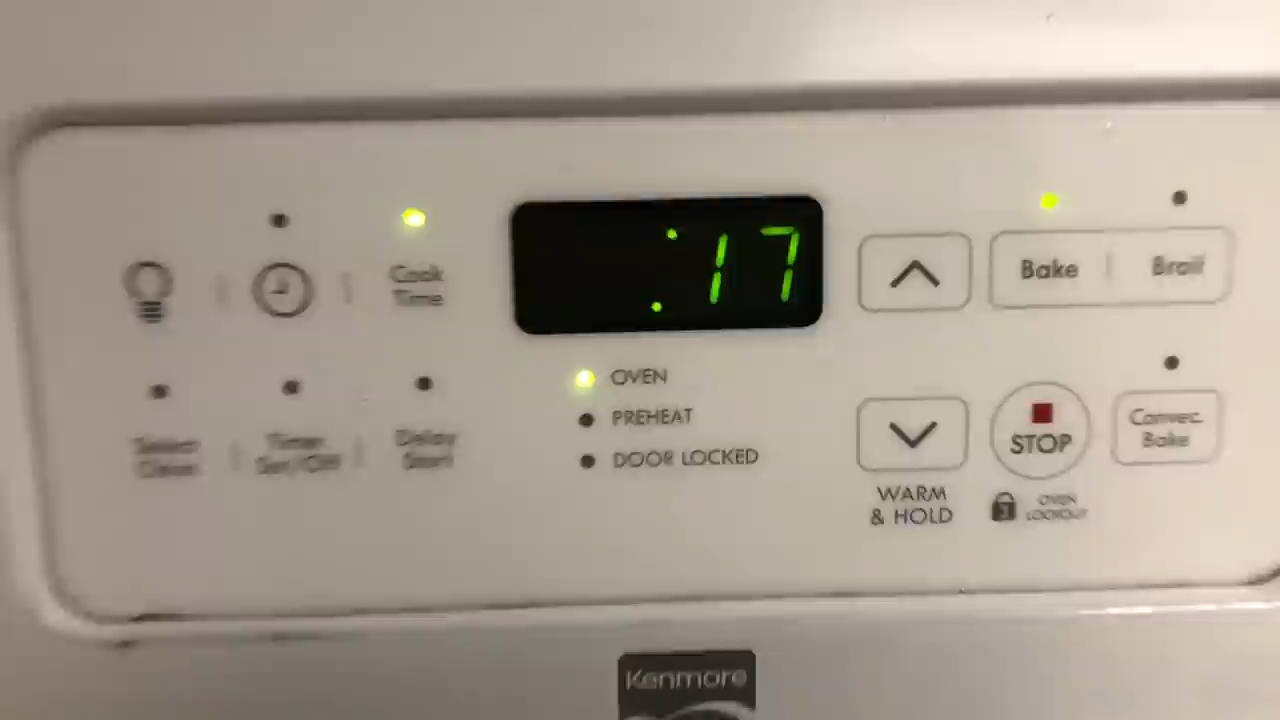 :17
Cook
Time
Bake
Broil
OVEN
PREHEAT
DOOR LOCKED
Select
Clean
Timer
Set/Off
Delay
Start
STOP
Convec.
Bake
WARM
& HOLD
OVEN
LOCKOUT
Kenmore